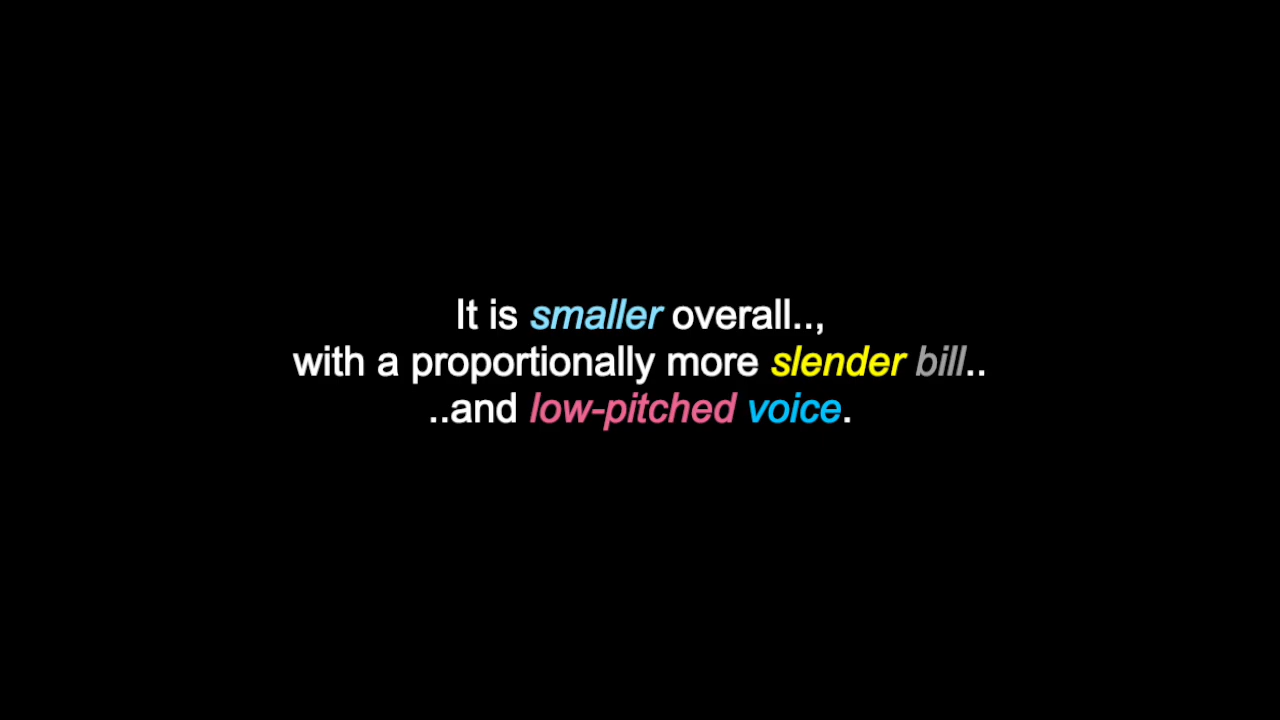 It is smaller overall..,
with a proportionally more slender bill..
..and low-pitched voice.